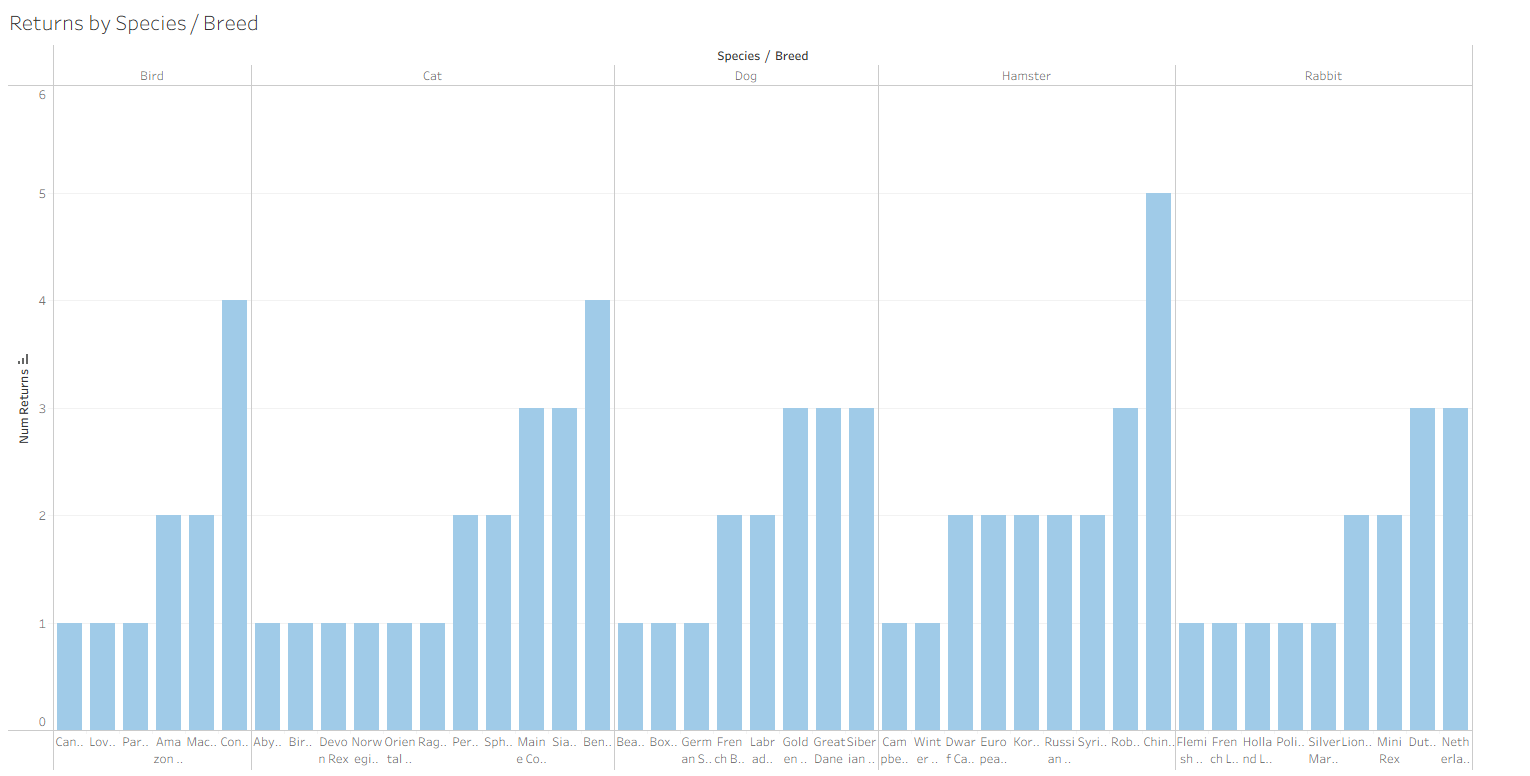 Returns by Species / Breed
Species / Breed
Bird Cat Dog Hamster Rabbit
6
5
4
3
2
1
0
Num Returns
Can.. Lov.. Par.. Ama Mac.. Con.. Aby.. Bir.. Devo Norw Orien Rag.. Per.. Sph.. Main Sia.. Ben.. Bea.. Box.. Germ Fren Labr Gold Great Siber Cam Wint Dwar Euro Kor.. Russi Syri.. Rob.. Chin.. Flemi Fren Holla Poli.. Silver Lion.. Mini Dut.. Neth
zon .. n Rex egi.. tal .. e Co.. an S.. ch B.. ad.. en .. Dane ian .. pbe.. er .. f Ca.. pea.. an .. sh .. ch L.. nd L.. Mar.. Rex erla..